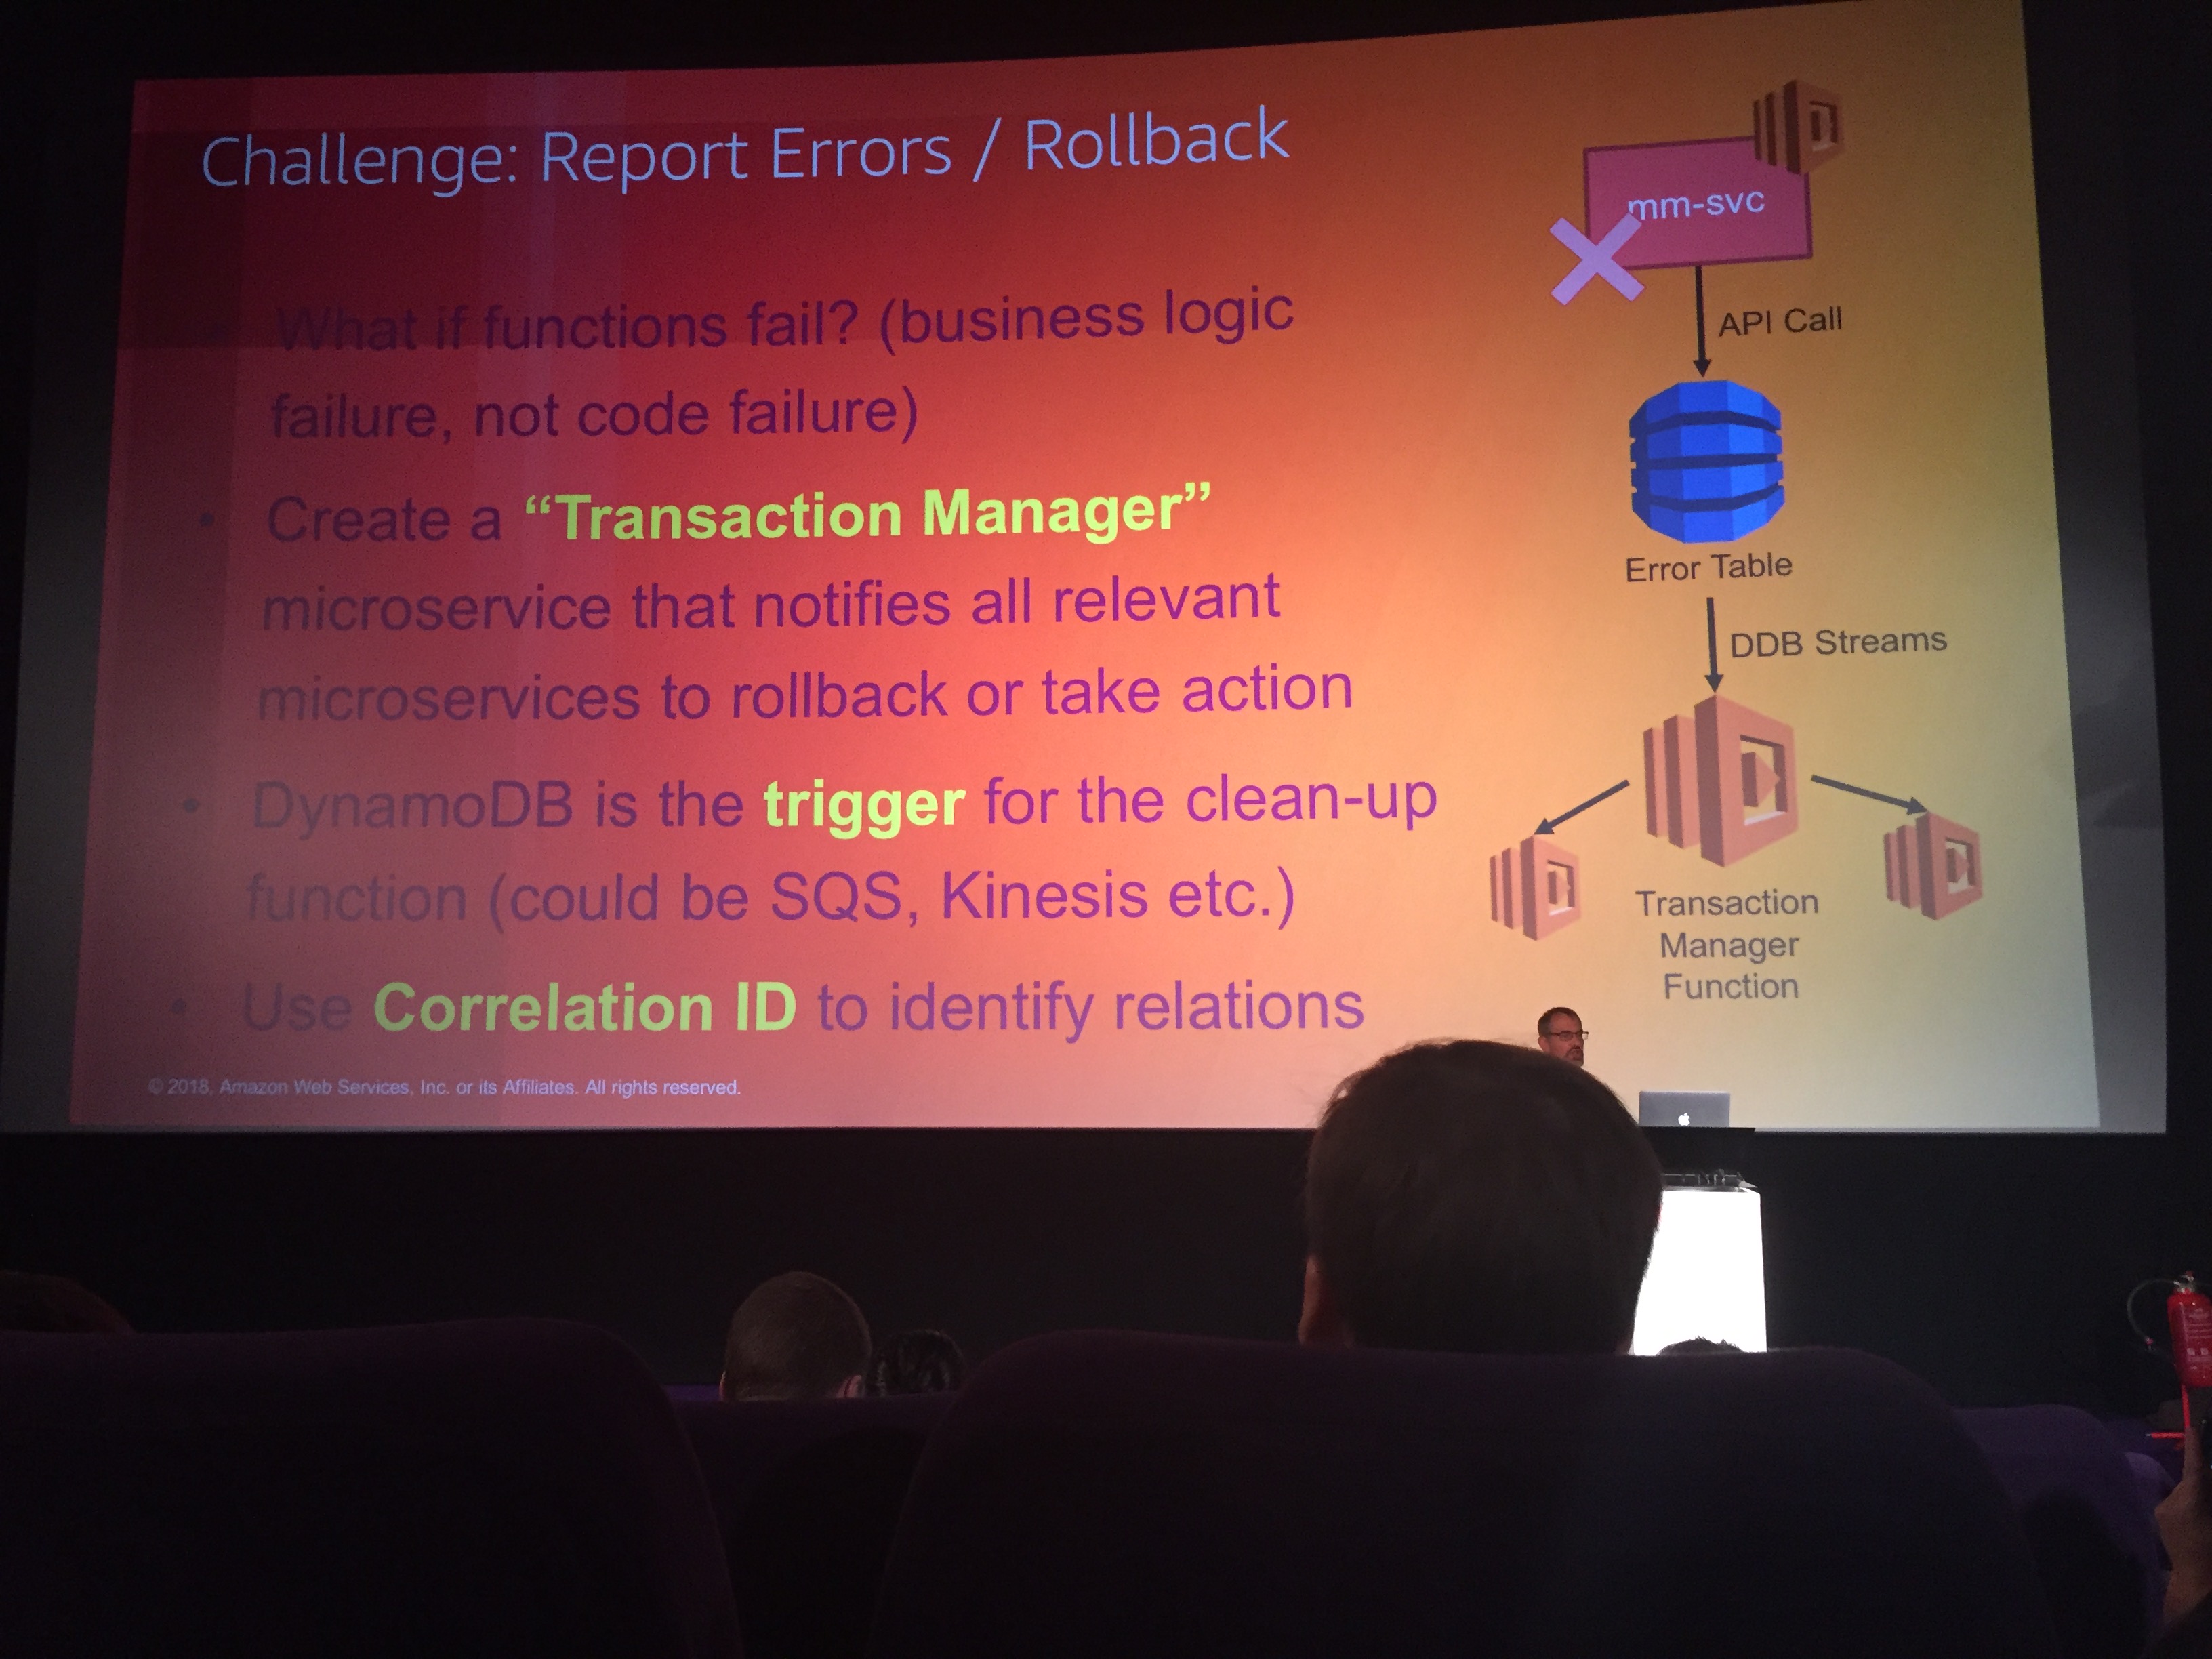 Challenge: Report Errors / Rollback
What if functions fail? (business logic
failure, not code failure)
• Create a “Transaction Manager”
microservice that notifies all relevant
microservices to rollback or take action
• DynamoDB is the trigger for the clean-up
function (could be SQS, Kinesis etc.)
• Use Correlation ID to identify relations
© 2018, Amazon Web Services, Inc. or its Affiliates. All rights reserved.
mm-svc
API Call
Error Table
DDB Streams
Transaction
Manager
Function